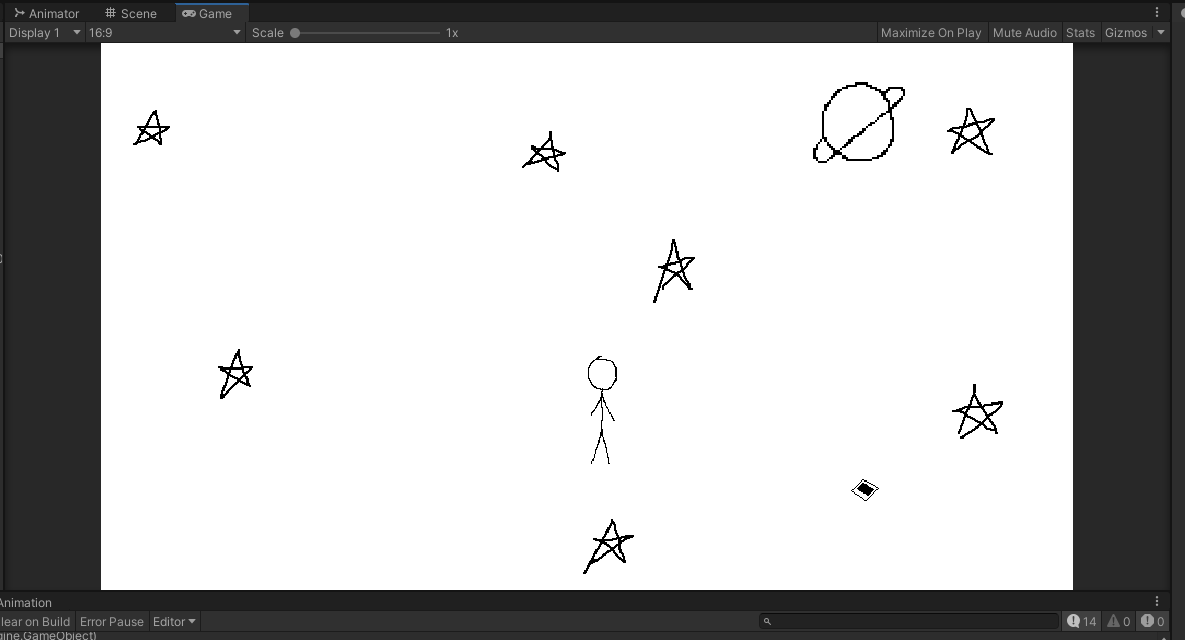 Animator Scene Game
Display 1 16:9 Scale 1x Maximize On Play Mute Audio Stats Gizmos
Animation
lear on Build Error Pause Editor 14 0 0
gine.GameObject)